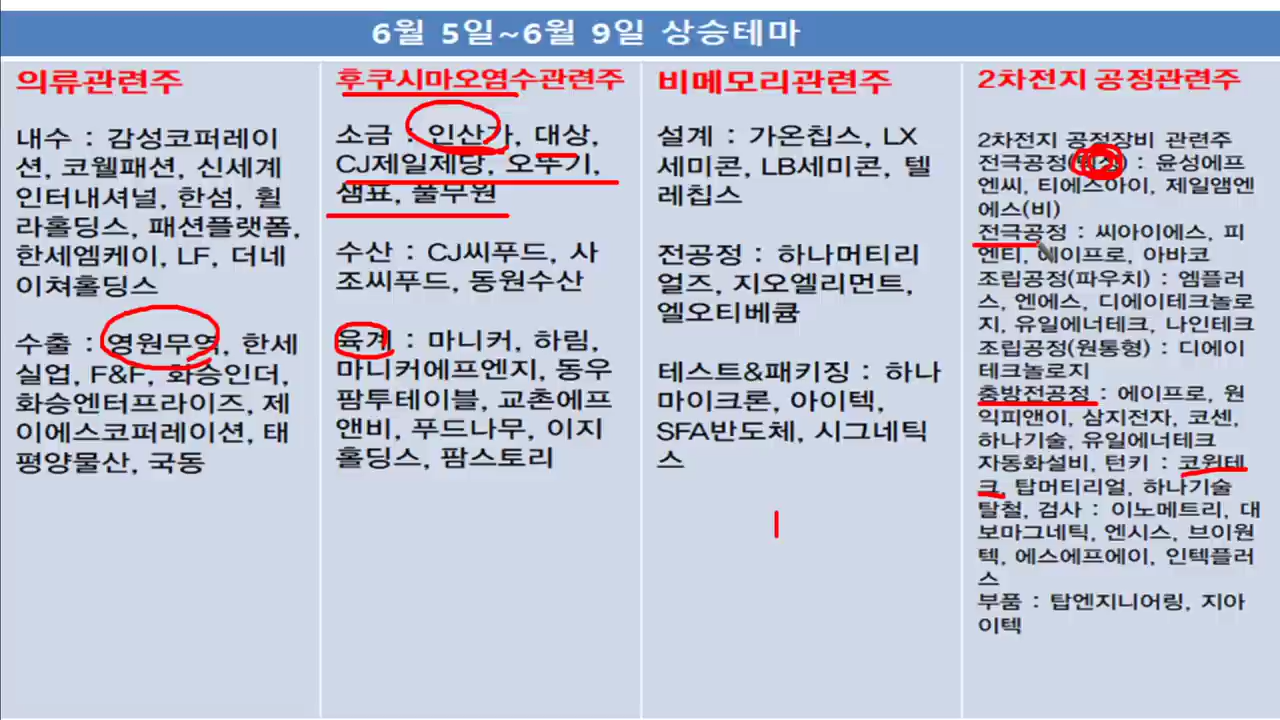 6월 5일~6월 9일 상승테마
의류관련주
내수 : 감성코퍼레이
션, 코웰패션, 신세계
인터내셔널, 한섬, 휠
라홀딩스, 패션플랫폼,
한세엠케이, LF, 더네
이쳐홀딩스
수출 : 영원무역, 한세
실업, F&F, 화승인더,
화승엔터프라이즈, 제
이에스코퍼레이션, 태
평양물산, 국동
후쿠시마오염수관련주
소금 : 인산가, 대상,
CJ제일제당, 오뚜기,
샘표, 풀무원
수산 : CJ씨푸드, 사
조씨푸드, 동원수산
육계 : 마니커, 하림,
마니커에프엔지, 동우
팜투테이블, 교촌에프
앤비, 푸드나무, 이지
홀딩스, 팜스토리
비메모리관련주
설계 : 가온칩스, LX
세미콘, LB세미콘, 텔
레칩스
전공정 : 하나머티리
얼즈, 지오엘리먼트,
엘오티베큠
테스트&패키징 : 하나
마이크론, 아이텍,
SFA반도체, 시그네틱
스
2차전지 공정관련주
2차전지 공정장비 관련주
전극공정( ) : 윤성에프
엔씨, 티에스아이, 제일앰엔
에스(비)
전극공정 : 씨아이에스, 피
엔티, 에이프로, 아바코
조립공정(파우치) : 엠플러
스, 엔에스, 디에이테크놀로
지, 유일에너테크, 나인테크
조립공정(원통형) : 디에이
테크놀로지
충방전공정 : 에이프로, 원
익피앤이, 삼지전자, 코센,
하나기술, 유일에너테크
자동화설비, 턴키 : 코윈테
크, 탑머티리얼, 하나기술
탈철, 검사 : 이노메트리, 대
보마그네틱, 엔시스, 브이원
텍, 에스에프에이, 인텍플러
스
부품 : 탑엔지니어링, 지아
이텍